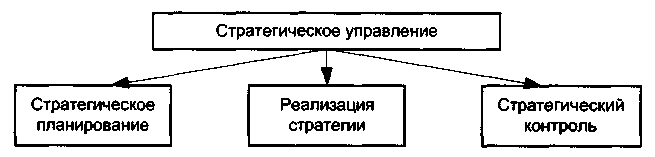 Стратегическое управление
Стратегическое
планирование
Реализация
стратегии
Стратегический
контроль